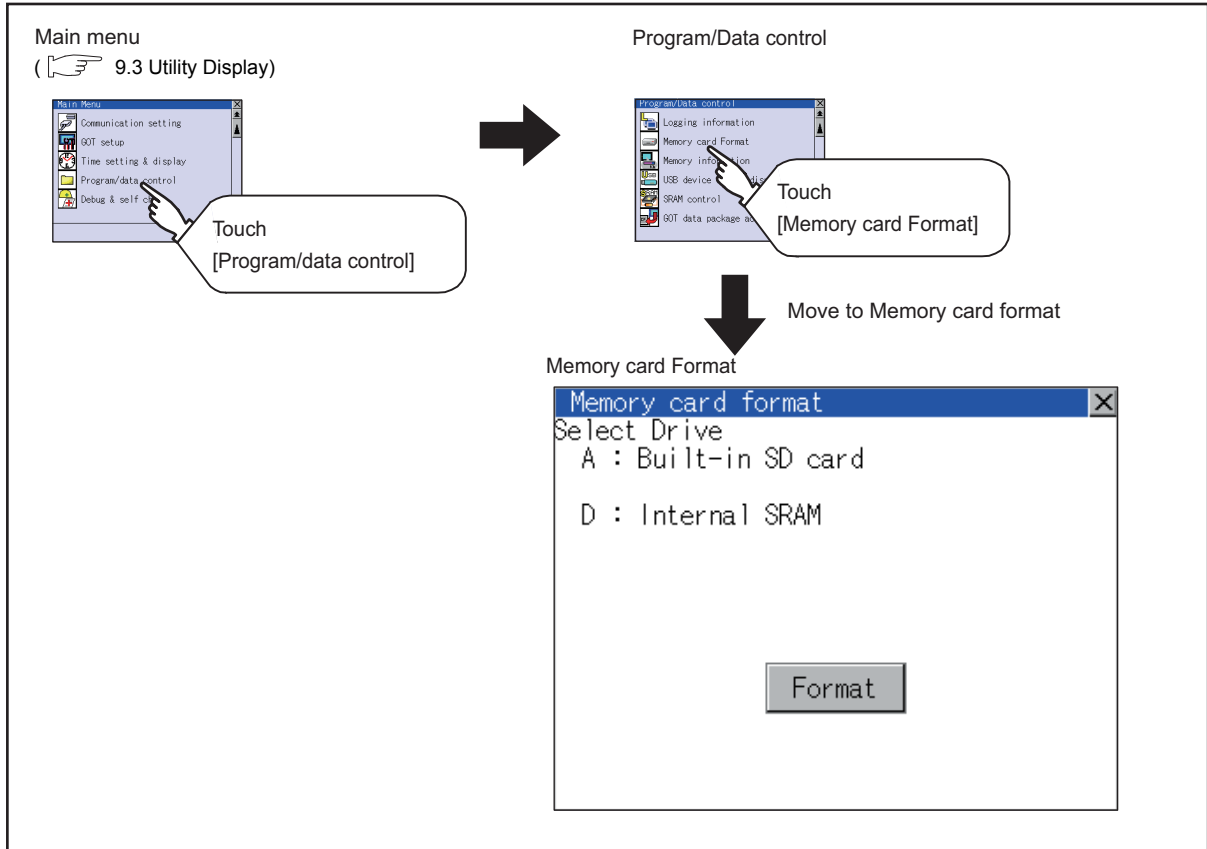 Main menu
( 9.3 Utility Display)
Main Menu
Communication setting
GOT setup
Time setting & display
Program/data control
Debug & self
Touch
[Program/data control]
Program/Data control
Program/Data control
Logging information
Memory card Format
Memory
USB device
SRAM control
GOT data package
Touch
[Memory card Format]
Move to Memory card format
Memory card Format
Memory card format
Select Drive
A : Built-in SD card
D : Internal SRAM
Format